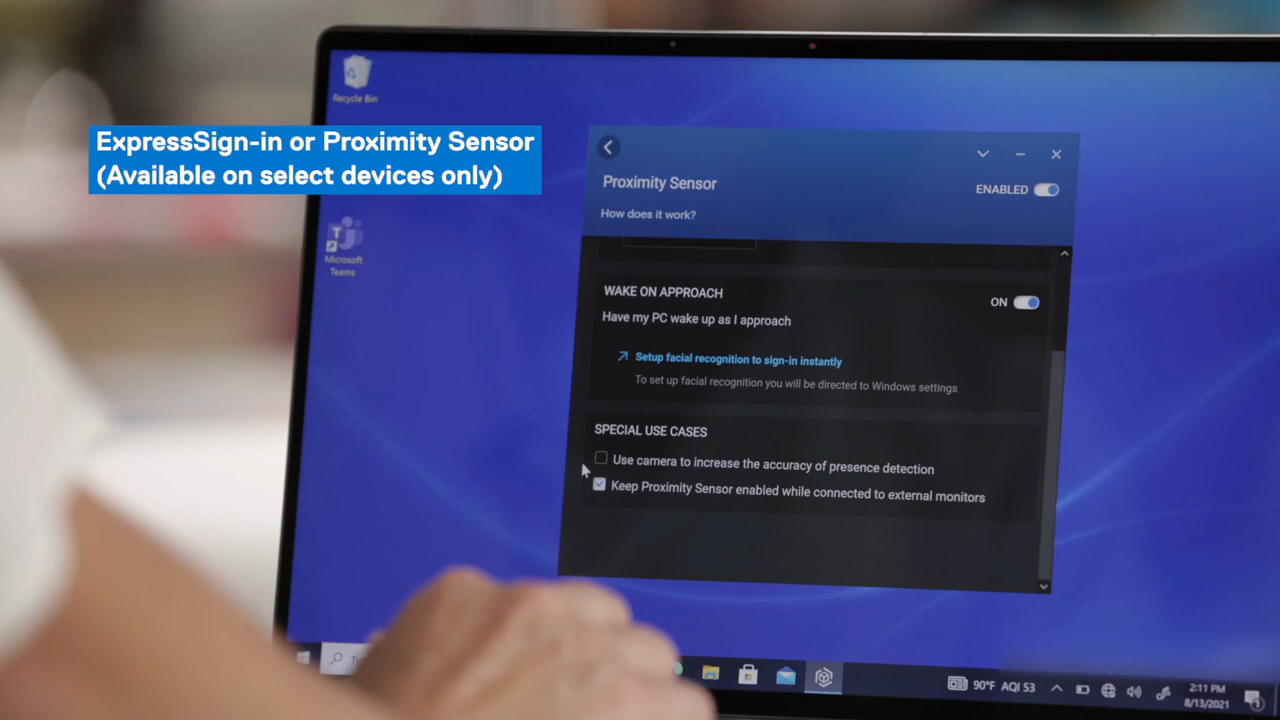 Recycle Bin
ExpressSign-in or Proximity Sensor
(Available on select devices only)
Microsoft
Teams
Proximity Sensor
ENABLED
How does it work?
WAKE ON APPROACH
ON
Have my PC wake up as I approach
Setup facial recognition to sign-in instantly
To set up facial recognition you will be directed to Windows settings
SPECIAL USE CASES
Use camera to increase the accuracy of presence detection
Keep Proximity Sensor enabled while connected to external monitors
90°F AQI 53
2:11 PM
8/13/2021
1